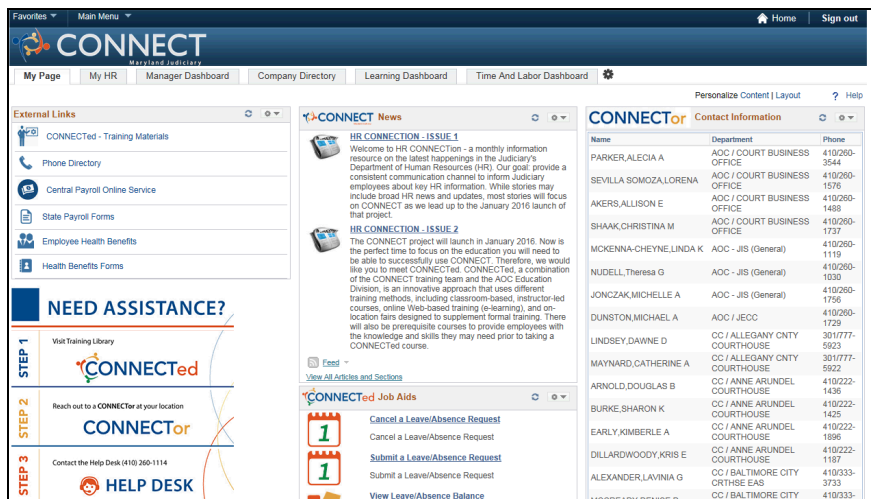 Favorites Main Menu Home Sign out
CONNECT
Maryland Judiciary
My Page My HR Manager Dashboard Company Directory Learning Dashboard Time And Labor Dashboard
Personalize Content | Layout ? Help
External Links
CONNECTed - Training Materials
Phone Directory
Central Payroll Online Service
State Payroll Forms
Employee Health Benefits
Health Benefits Forms
NEED ASSISTANCE?
STEP 1
Visit Training Library
CONNECTed
STEP 2
Reach out to a CONNECTor at your location
CONNECTor
STEP 3
Contact the Help Desk (410) 260-1114
HELP DESK
CONNECT News
HR CONNECTION - ISSUE 1
Welcome to HR CONNECTion - a monthly information
resource on the latest happenings in the Judiciary's
Department of Human Resources (HR). Our goal: provide a
consistent communication channel to inform Judiciary
employees about key HR information. While stories may
include broad HR news and updates, most stories will focus
on CONNECT as we lead up to the January 2016 launch of
that project.
HR CONNECTION - ISSUE 2
The CONNECT project will launch in January 2016. Now is
the perfect time to focus on the education you will need to
be able to successfully use CONNECT. Therefore, we would
like you to meet CONNECTed. CONNECTed, a combination
of the CONNECT training team and the AOC Education
Division, is an innovative approach that uses different
training methods, including classroom-based, instructor-led
courses, online Web-based training (e-learning), and on-
location fairs designed to supplement formal training. There
will also be prerequisite courses to provide employees with
the knowledge and skills they may need prior to taking a
CONNECTed course.
Feed
View All Articles and Sections
CONNECTed Job Aids
1
Cancel a Leave/Absence Request
Cancel a Leave/Absence Request
1
Submit a Leave/Absence Request
Submit a Leave/Absence Request
View Leave/Absence Balance
CONNECTor Contact Information
Name Department Phone
PARKER,ALECIA A AOC / COURT BUSINESS OFFICE 410/260-3544
SEVILLA SOMOZA,LORENA AOC / COURT BUSINESS OFFICE 410/260-1576
AKERS,ALLISON E AOC / COURT BUSINESS OFFICE 410/260-1488
SHAAK,CHRISTINA M AOC / COURT BUSINESS OFFICE 410/260-1737
MCKENNA-CHEYNE,LINDA K AOC - JIS (General) 410/260-1119
NUDELL,Theresa G AOC - JIS (General) 410/260-1030
JONCZAK,MICHELLE A AOC - JIS (General) 410/260-1756
DUNSTON,MICHAEL A AOC / JECC 410/260-1729
LINDSEY,DAWNE D CC / ALLEGANY CNTY COURTHOUSE 301/777-5923
MAYNARD,CATHERINE A CC / ALLEGANY CNTY COURTHOUSE 301/777-5922
ARNOLD,DOUGLAS B CC / ANNE ARUNDEL COURTHOUSE 410/222-1436
BURKE,SHARON K CC / ANNE ARUNDEL COURTHOUSE 410/222-1425
EARLY,KIMBERLE A CC / ANNE ARUNDEL COURTHOUSE 410/222-1896
DILLARDWOODY,KRIS E CC / ANNE ARUNDEL COURTHOUSE 410/222-1187
ALEXANDER,LAVINIA G CC / BALTIMORE CITY CRTHSE EAS 410/333-3733
CC / BALTIMORE CITY 410/333-